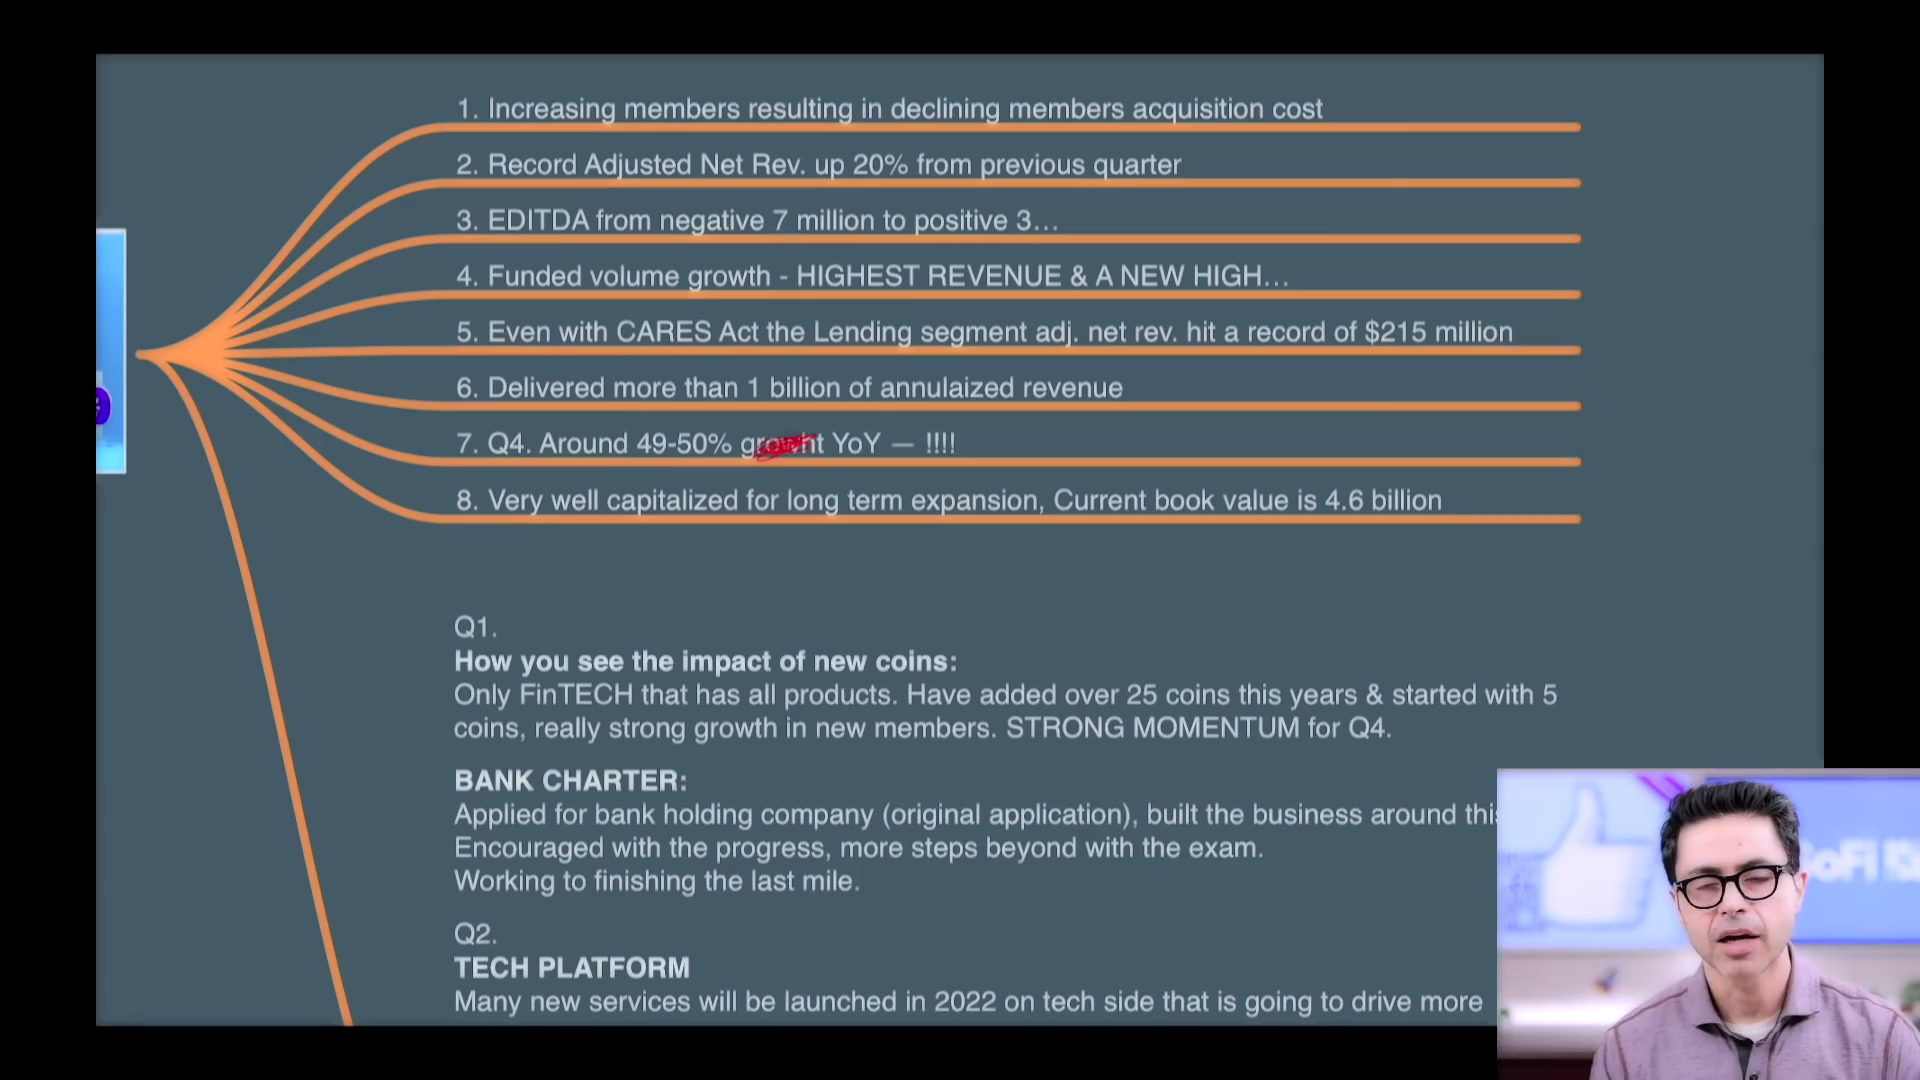 1. Increasing members resulting in declining members acquisition cost
2. Record Adjusted Net Rev. up 20% from previous quarter
3. EDITDA from negative 7 million to positive 3...
4. Funded volume growth - HIGHEST REVENUE & A NEW HIGH...
5. Even with CARES Act the Lending segment adj. net rev. hit a record of $215 million
6. Delivered more than 1 billion of annulaized revenue
7. Q4. Around 49-50% YoY — !!!!
8. Very well capitalized for long term expansion, Current book value is 4.6 billion
Q1.
How you see the impact of new coins:
Only FinTECH that has all products. Have added over 25 coins this years & started with 5
coins, really strong growth in new members. STRONG MOMENTUM for Q4.
BANK CHARTER:
Applied for bank holding company (original application), built the business around this
Encouraged with the progress, more steps beyond with the exam.
Working to finishing the last mile.
Q2.
TECH PLATFORM
Many new services will be launched in 2022 on tech side that is going to drive more
SoFi